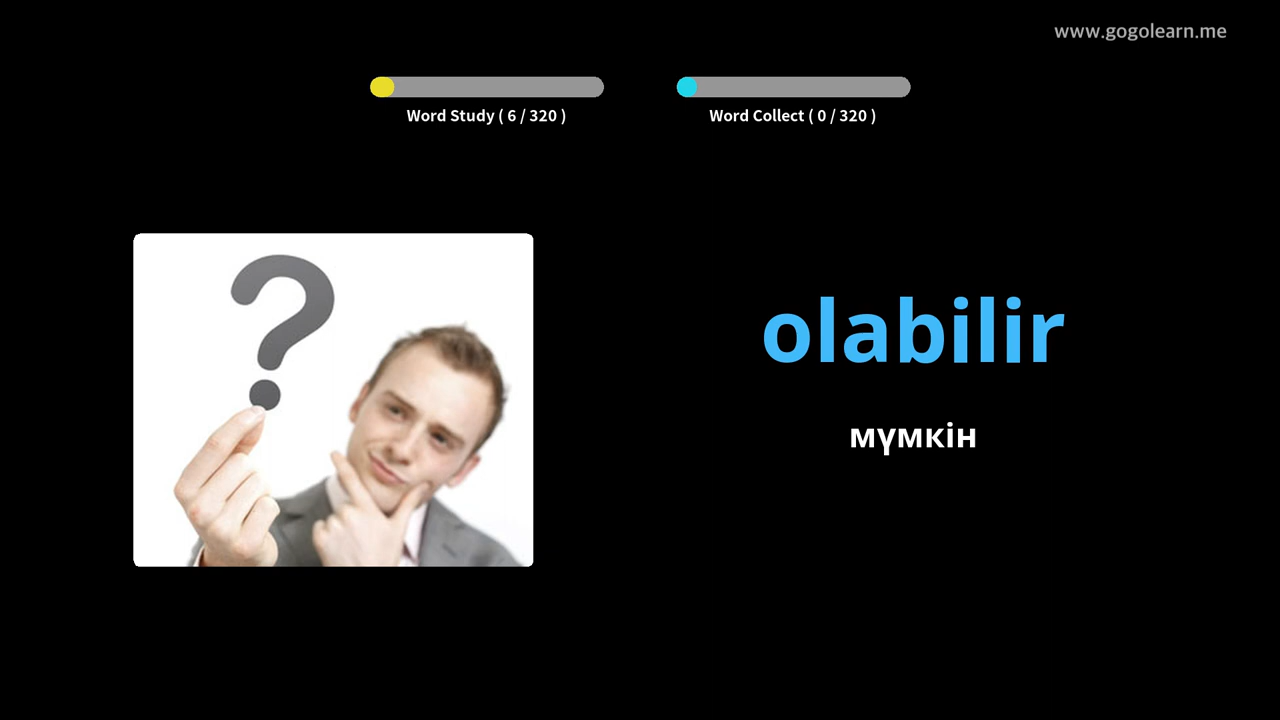 www.gogolearn.me
Word Study ( 6 / 320 )
Word Collect ( 0 / 320 )
olabilir
мүмкін